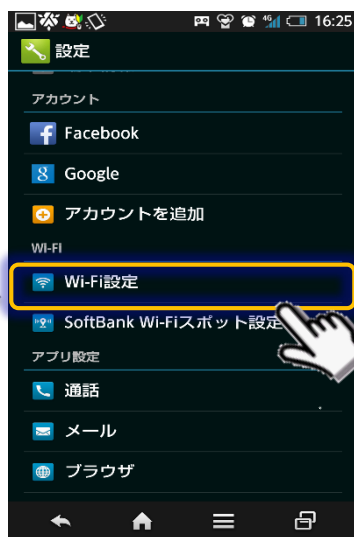 4G 16:25
設定
アカウント
Facebook
Google
アカウントを追加
WI-FI
Wi-Fi設定
SoftBank Wi-Fiスポット設定
アプリ設定
通話
メール
ブラウザ